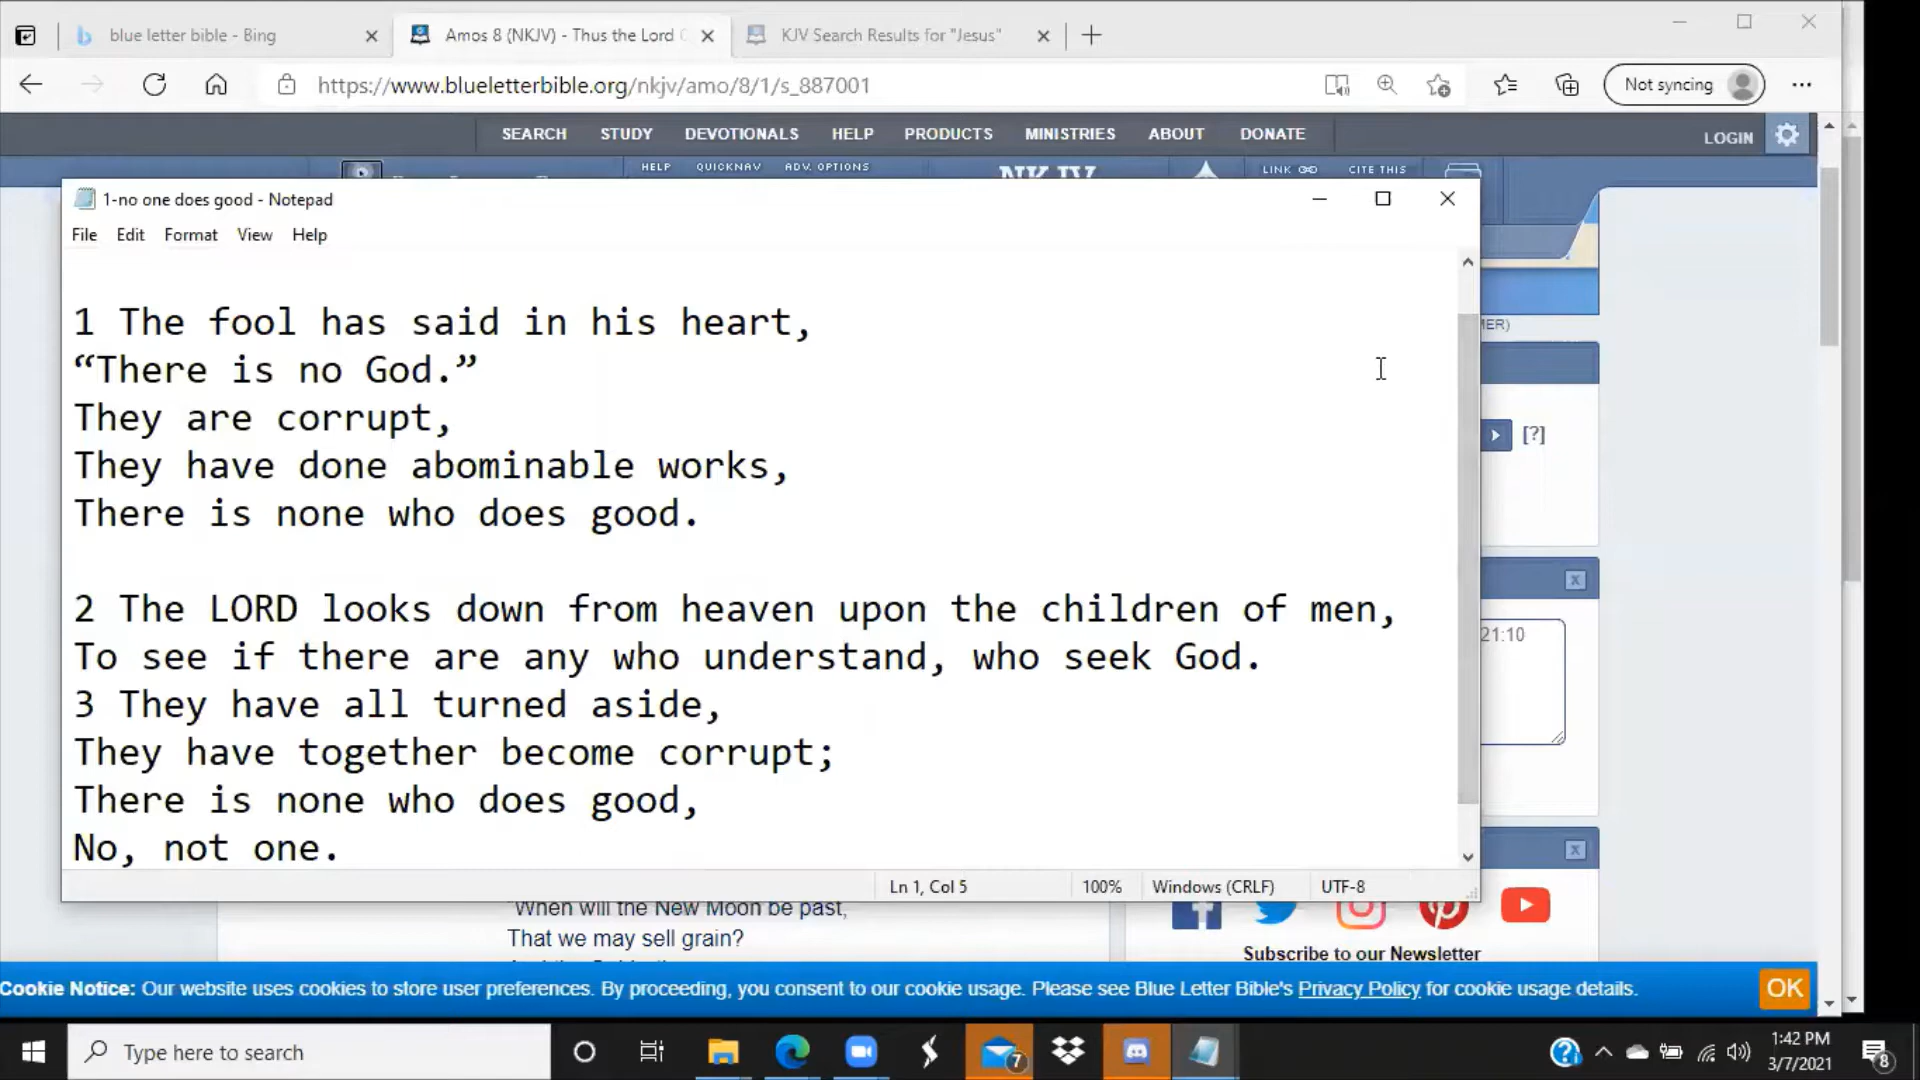 blue letter bible - Bing
Amos 8 (NKJV) - Thus the Lord
KJV Search Results for "Jesus"
https://www.blueletterbible.org/nkjv/amo/8/1/s_887001
Not syncing
SEARCH STUDY DEVOTIONALS HELP PRODUCTS MINISTRIES ABOUT DONATE
LOGIN
HELP QUICKNAV ADV. OPTIONS
NKJV
LINK CITE THIS
1-no one does good - Notepad
File Edit Format View Help
1 The fool has said in his heart,
“There is no God.”
They are corrupt,
They have done abominable works,
There is none who does good.
2 The LORD looks down from heaven upon the children of men,
To see if there are any who understand, who seek God.
3 They have all turned aside,
They have together become corrupt;
There is none who does good,
No, not one.
[?]
21:10
Ln 1, Col 5
100%
Windows (CRLF)
UTF-8
"When will the New Moon be past,
That we may sell grain?
Subscribe to our Newsletter
Cookie Notice: Our website uses cookies to store user preferences. By proceeding, you consent to our cookie usage. Please see Blue Letter Bible's Privacy Policy for cookie usage details.
OK
Type here to search
7
1:42 PM
3/7/2021
8